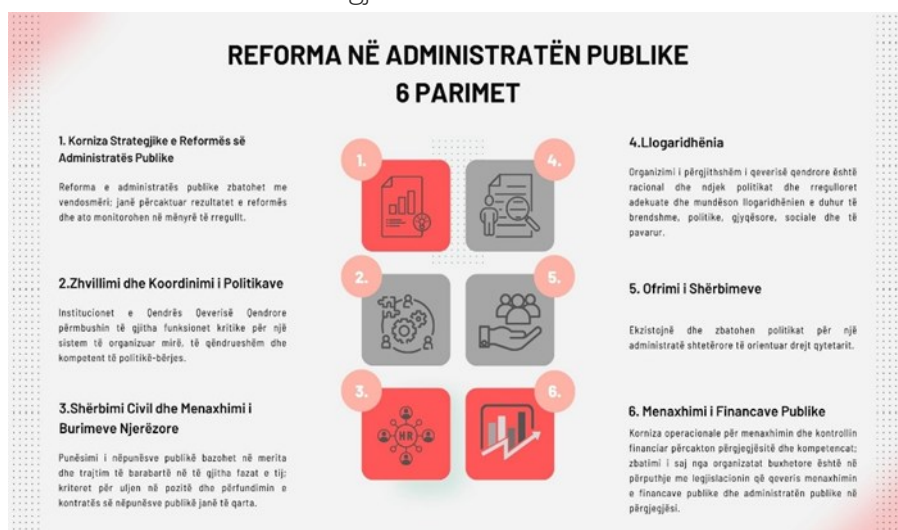 REFORMA NË ADMINISTRATËN PUBLIKE
6 PARIMET
1. Korniza Strategjike e Reformës së
Administratës Publike
Reforma e administratës publike zbatohet me
vendosmëri; janë përcaktuar rezultatet e reformës
dhe ato monitorohen në mënyrë të rregullt.
2.Zhvillimi dhe Koordinimi i Politikave
Institucionet e Qendrës Qeverisë Qendrore
përmbushin të gjitha funksionet kritike për një
sistem të organizuar mirë, të qëndrueshëm dhe
kompetent të politikë-bërjes.
3.Shërbimi Civil dhe Menaxhimi i
Burimeve Njerëzore
Punësimi i nëpunësve publikë bazohet në merita
dhe trajtim të barabartë në të gjitha fazat e tij;
kriteret për uljen në pozitë dhe përfundimin e
kontratës së nëpunësve publikë janë të qarta.
1.
4.
2.
5.
3.
HR
6.
4.Llogaridhënia
Organizimi i përgjithshëm i qeverisë qendrore është
racional dhe ndjek politikat dhe rregulloret
adekuate dhe mundëson llogaridhënien e duhur të
brendshme, politike, gjyqësore, sociale dhe të
pavarur.
5. Ofrimi i Shërbimeve
Ekzistojnë dhe zbatohen politikat për një
administratë shtetërore të orientuar drejt qytetarit.
6. Menaxhimi i Financave Publike
Korniza operacionale për menaxhimin dhe kontrollin
financiar përcakton përgjegjësitë dhe kompetencat;
zbatimi i saj nga organizatat buxhetore është në
përputhje me legjislacionin që qeveris menaxhimin
e financave publike dhe administratën publike në
përgjegjësi.